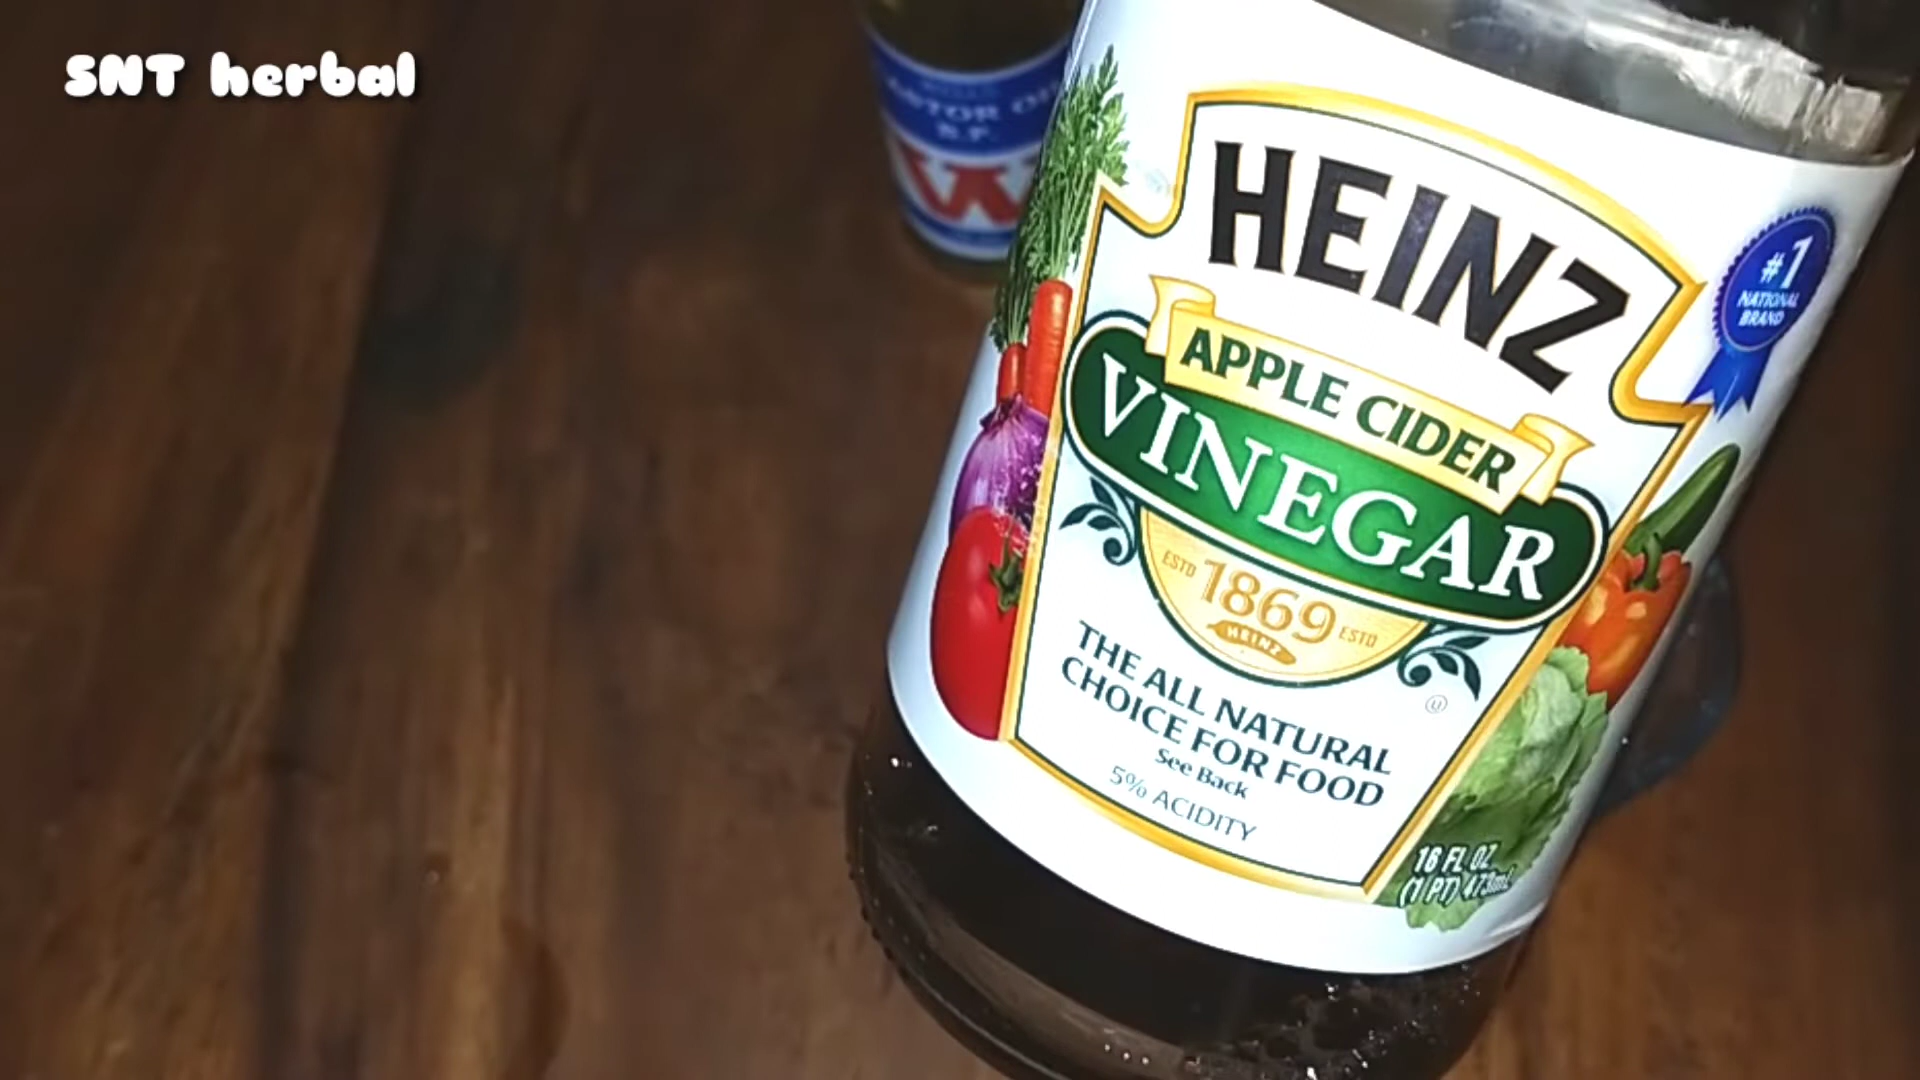 SNT herbal
B.P.
HEINZ
#1
NATIONAL
BRAND
APPLE CIDER
VINEGAR
ESTD 1869 ESTD
HEINZ
THE ALL NATURAL
CHOICE FOR FOOD
See Back
5% ACIDITY
16 FL OZ
(1 PT) 473mL